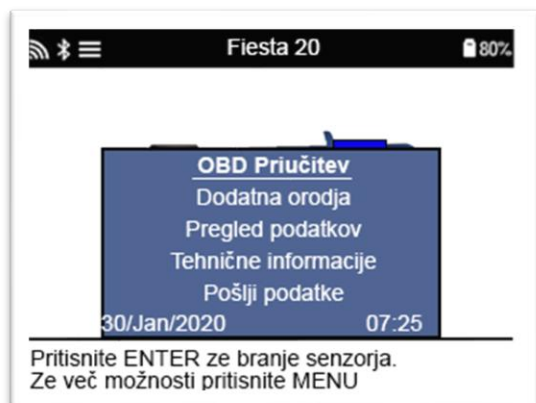 Fiesta 20 80%
OBD Priučitev
Dodatna orodja
Pregled podatkov
Tehnične informacije
Pošlji podatke
30/Jan/2020 07:25
Pritisnite ENTER ze branje senzorja.
Ze več možnosti pritisnite MENU